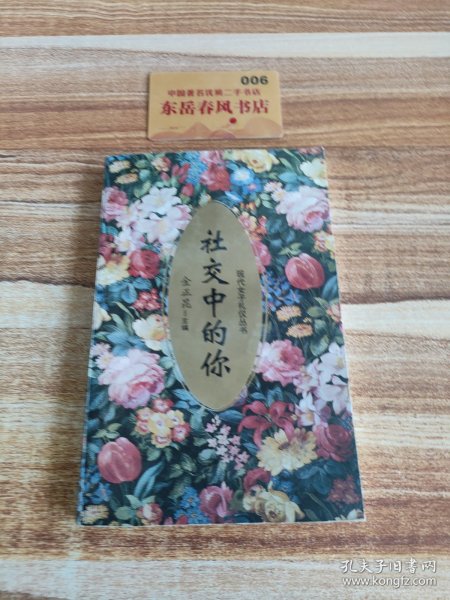 006
中国著名优质二手书店
东岳春风书店
现代女子礼仪丛书
社交中的你
金正昆 主编
孔夫子旧书网
www.kongfz.com